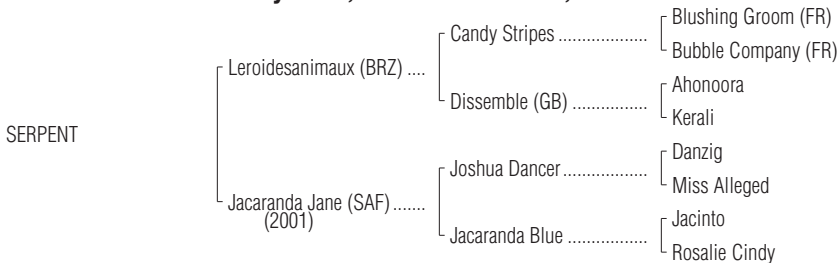 Blushing Groom (FR)
Candy Stripes ..................
Bubble Company (FR)
Leroidesanimaux (BRZ) ....
Ahonoora
Dissemble (GB) ................
Kerali
SERPENT
Danzig
Joshua Dancer .................
Miss Alleged
Jacaranda Jane (SAF) .......
(2001)
Jacinto
Jacaranda Blue .................
Rosalie Cindy